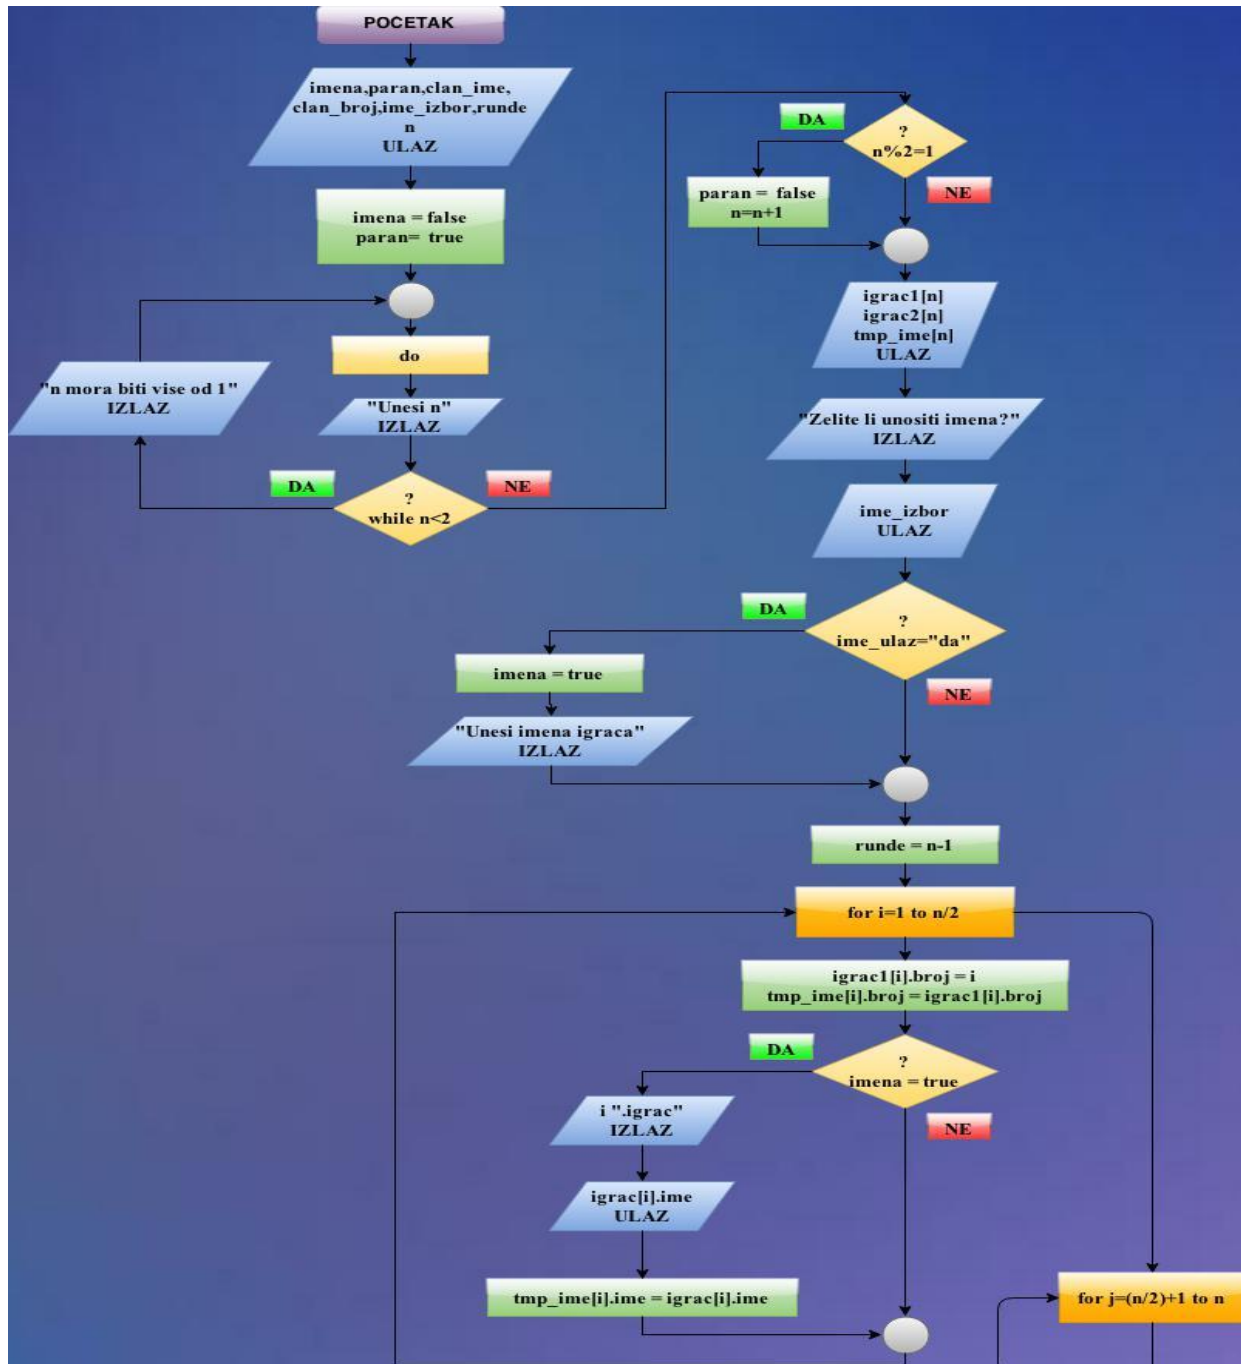 POCETAK
imena,paran,clan_ime,
clan_broj,ime_izbor,runde
n
ULAZ
imena = false
paran= true
do
"Unesi n"
IZLAZ
?
while n<2
DA
NE
"n mora biti vise od 1"
IZLAZ
?
n%2=1
DA
NE
paran = false
n=n+1
igrac1[n]
igrac2[n]
tmp_ime[n]
ULAZ
"Zelite li unositi imena?"
IZLAZ
ime_izbor
ULAZ
?
ime_ulaz="da"
DA
NE
imena = true
"Unesi imena igraca"
IZLAZ
runde = n-1
for i=1 to n/2
igrac1[i].broj = i
tmp_ime[i].broj = igrac1[i].broj
?
imena = true
DA
NE
i ".igrac"
IZLAZ
igrac[i].ime
ULAZ
tmp_ime[i].ime = igrac[i].ime
for j=(n/2)+1 to n